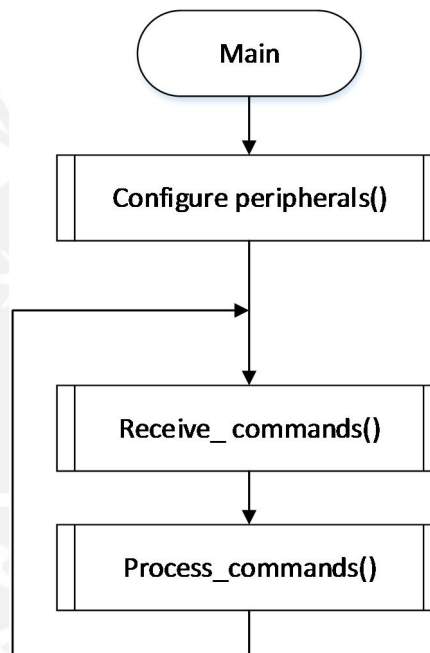 Main
Configure peripherals()
Receive_ commands()
Process_commands()